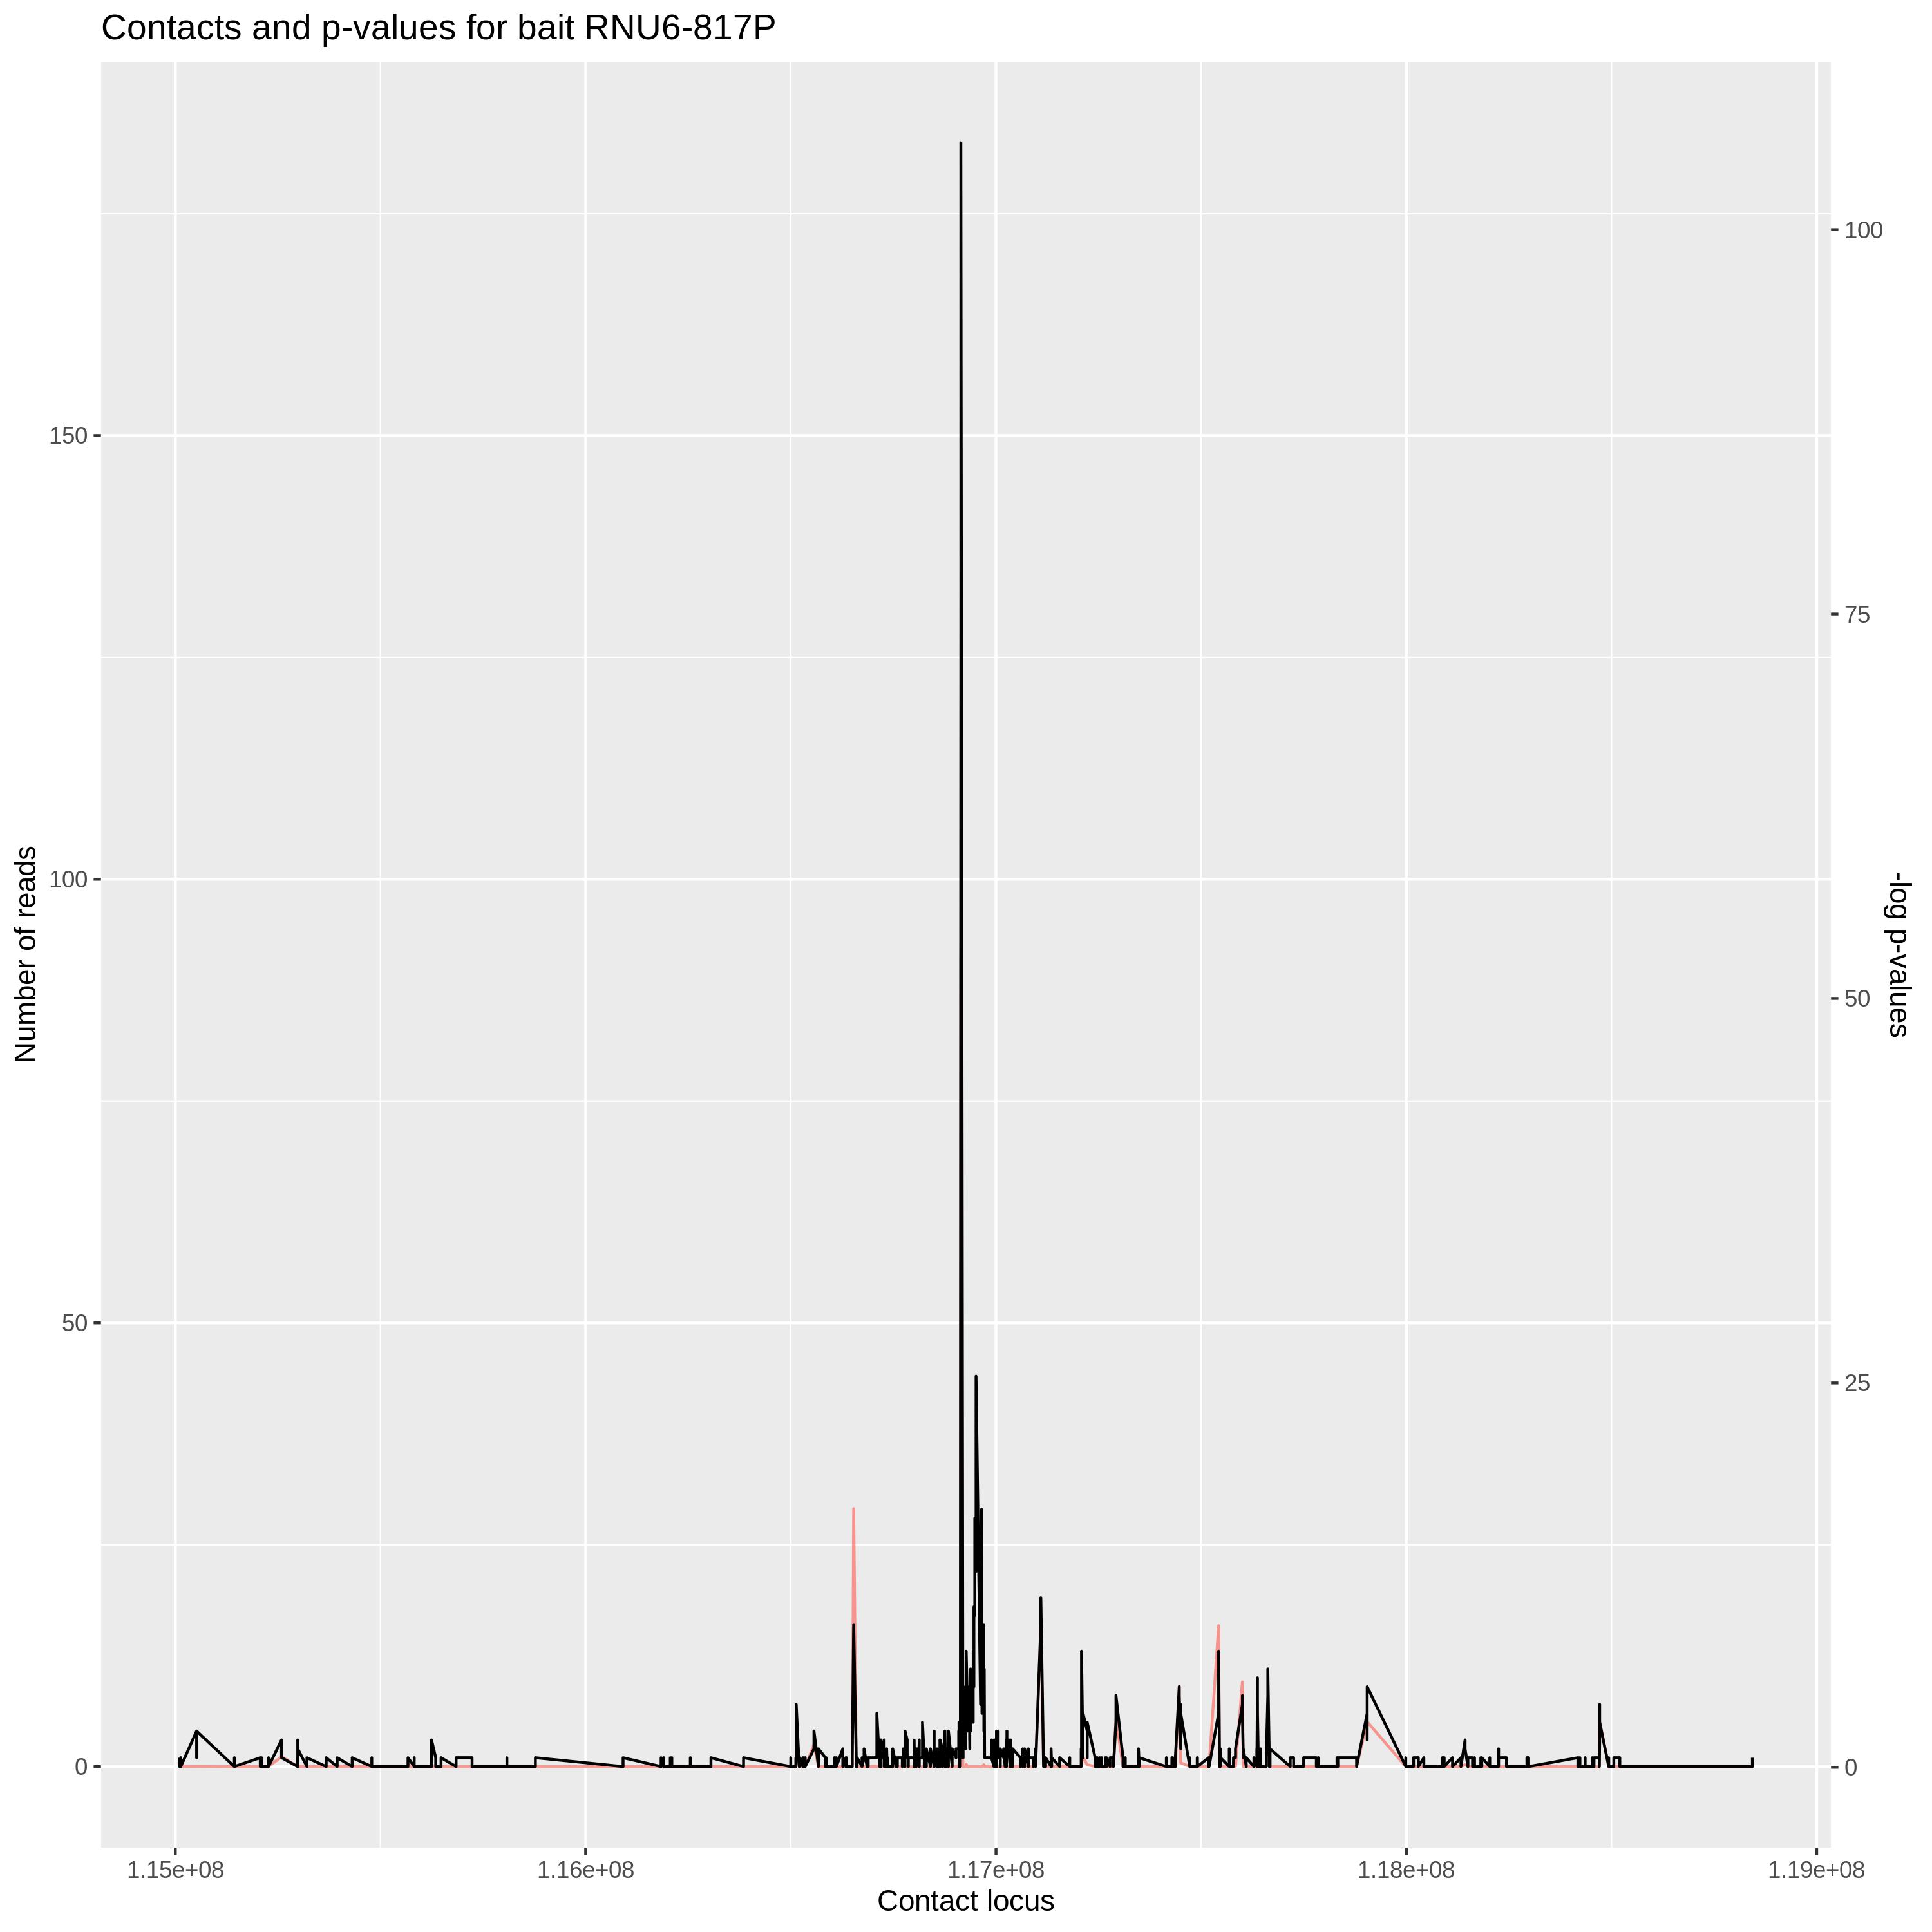 Contacts and p-values for bait RNU6-817P
150
100
50
0
Number of reads
100
75
50
25
0
-log p-values
1.15e+08
1.16e+08
1.17e+08
1.18e+08
1.19e+08
Contact locus